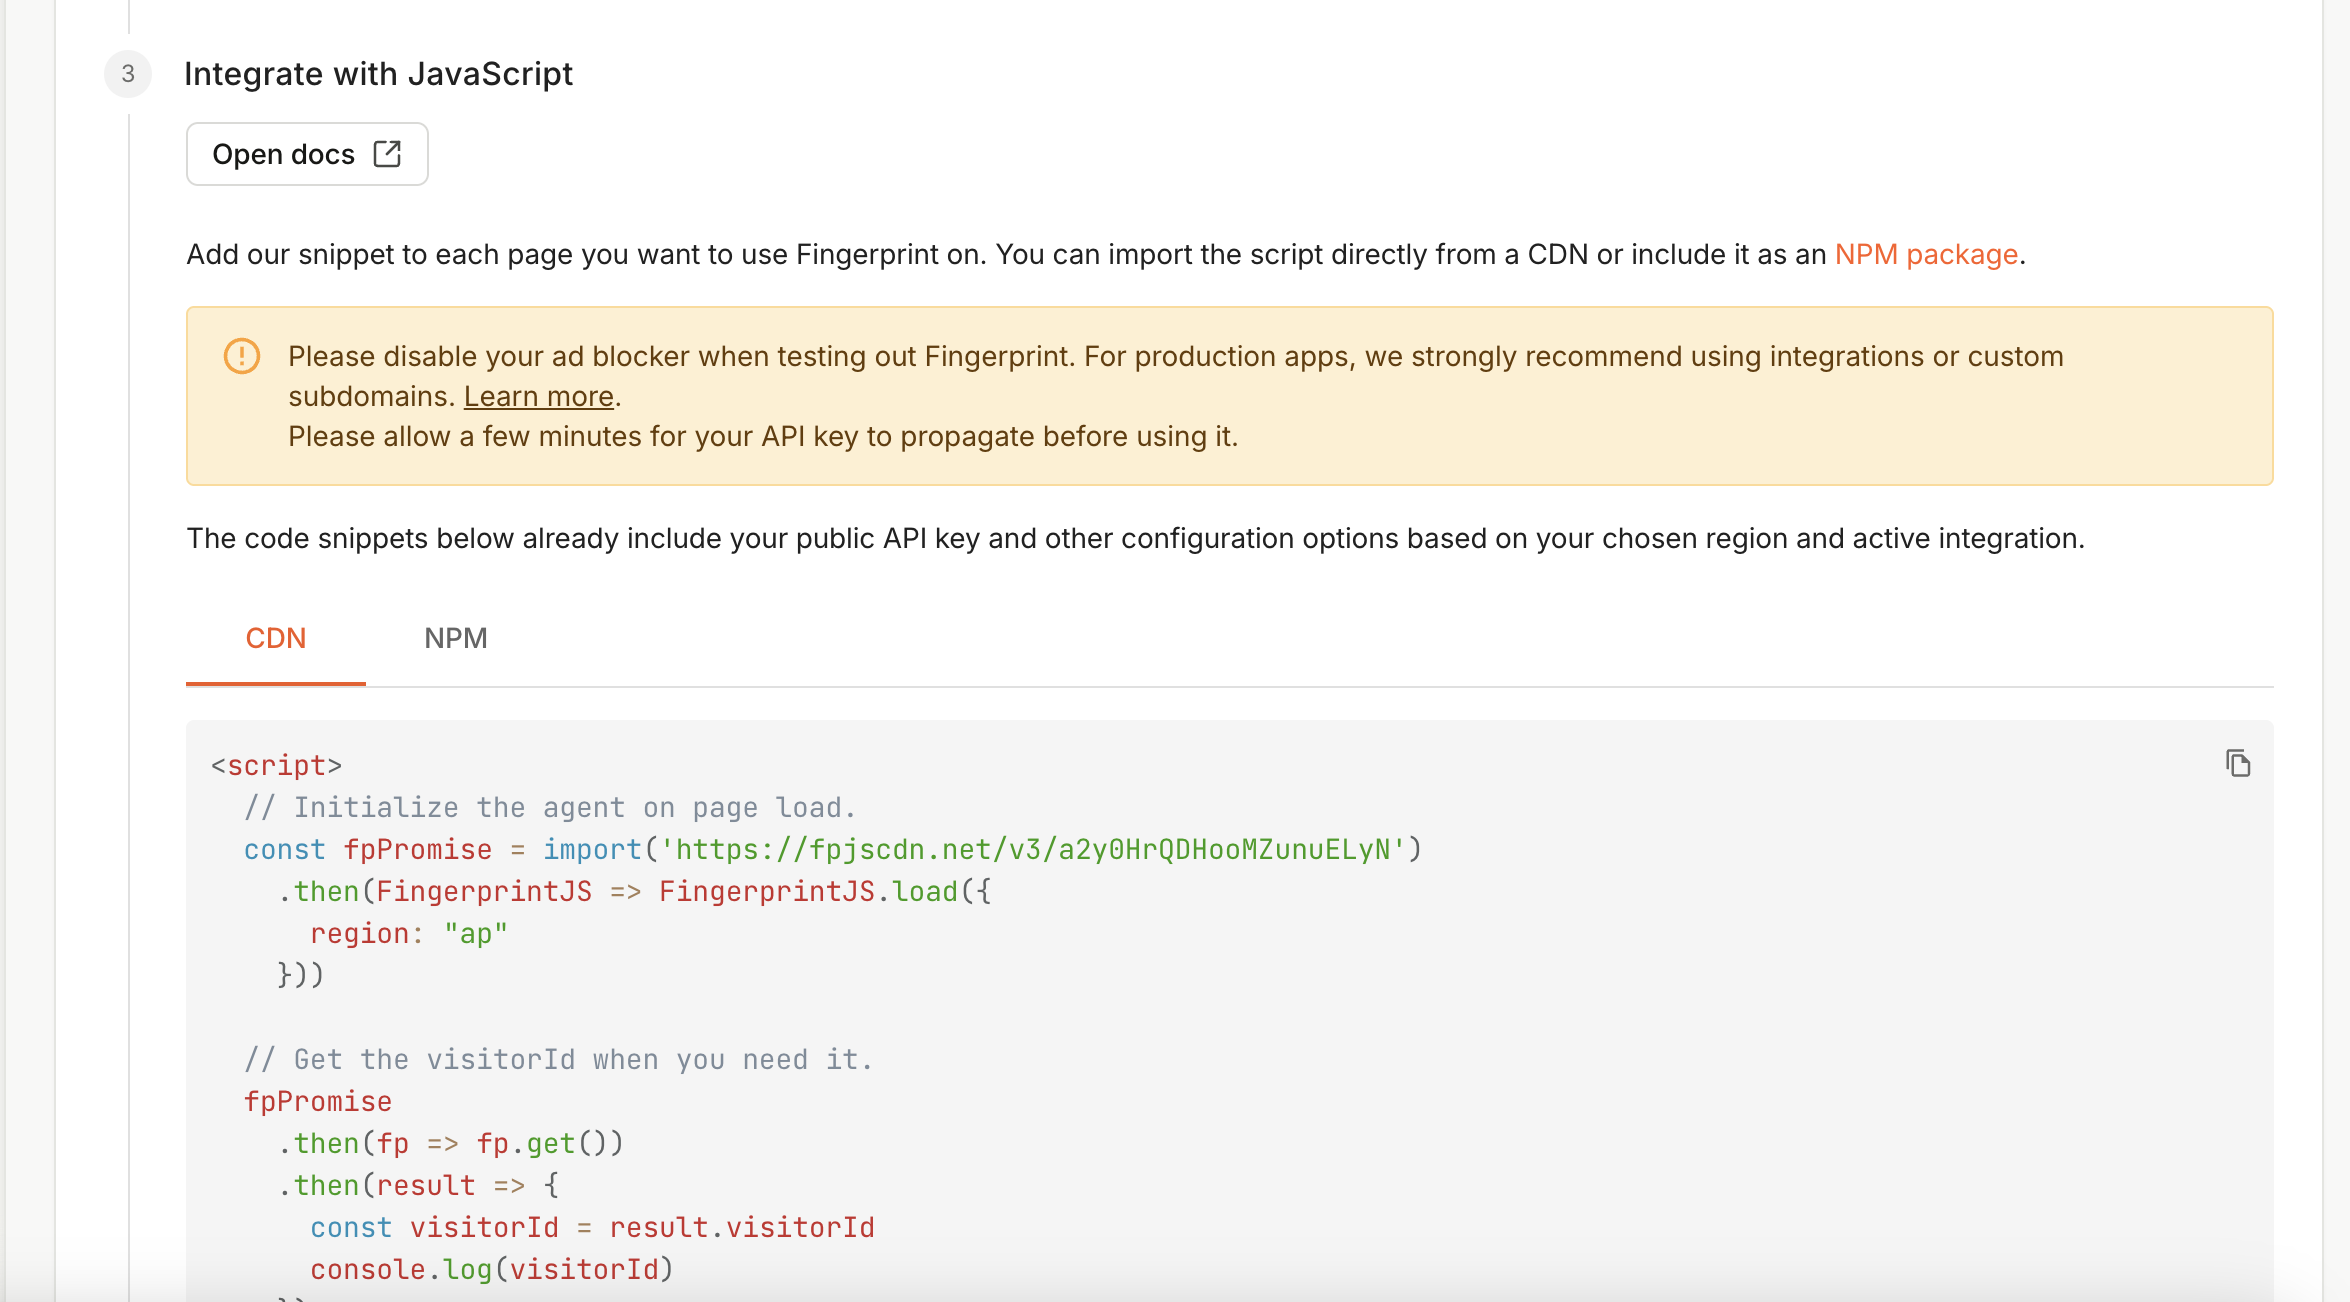 3
Integrate with JavaScript
Open docs
Add our snippet to each page you want to use Fingerprint on. You can import the script directly from a CDN or include it as an NPM package.
Please disable your ad blocker when testing out Fingerprint. For production apps, we strongly recommend using integrations or custom
subdomains. Learn more.
Please allow a few minutes for your API key to propagate before using it.
The code snippets below already include your public API key and other configuration options based on your chosen region and active integration.
CDN NPM
<script>
  // Initialize the agent on page load.
  const fpPromise = import('https://fpjscdn.net/v3/a2y0HrQDHooMZunuELyN')
    .then(FingerprintJS => FingerprintJS.load({
      region: "ap"
    }))

  // Get the visitorId when you need it.
  fpPromise
    .then(fp => fp.get())
    .then(result => {
      const visitorId = result.visitorId
      console.log(visitorId)